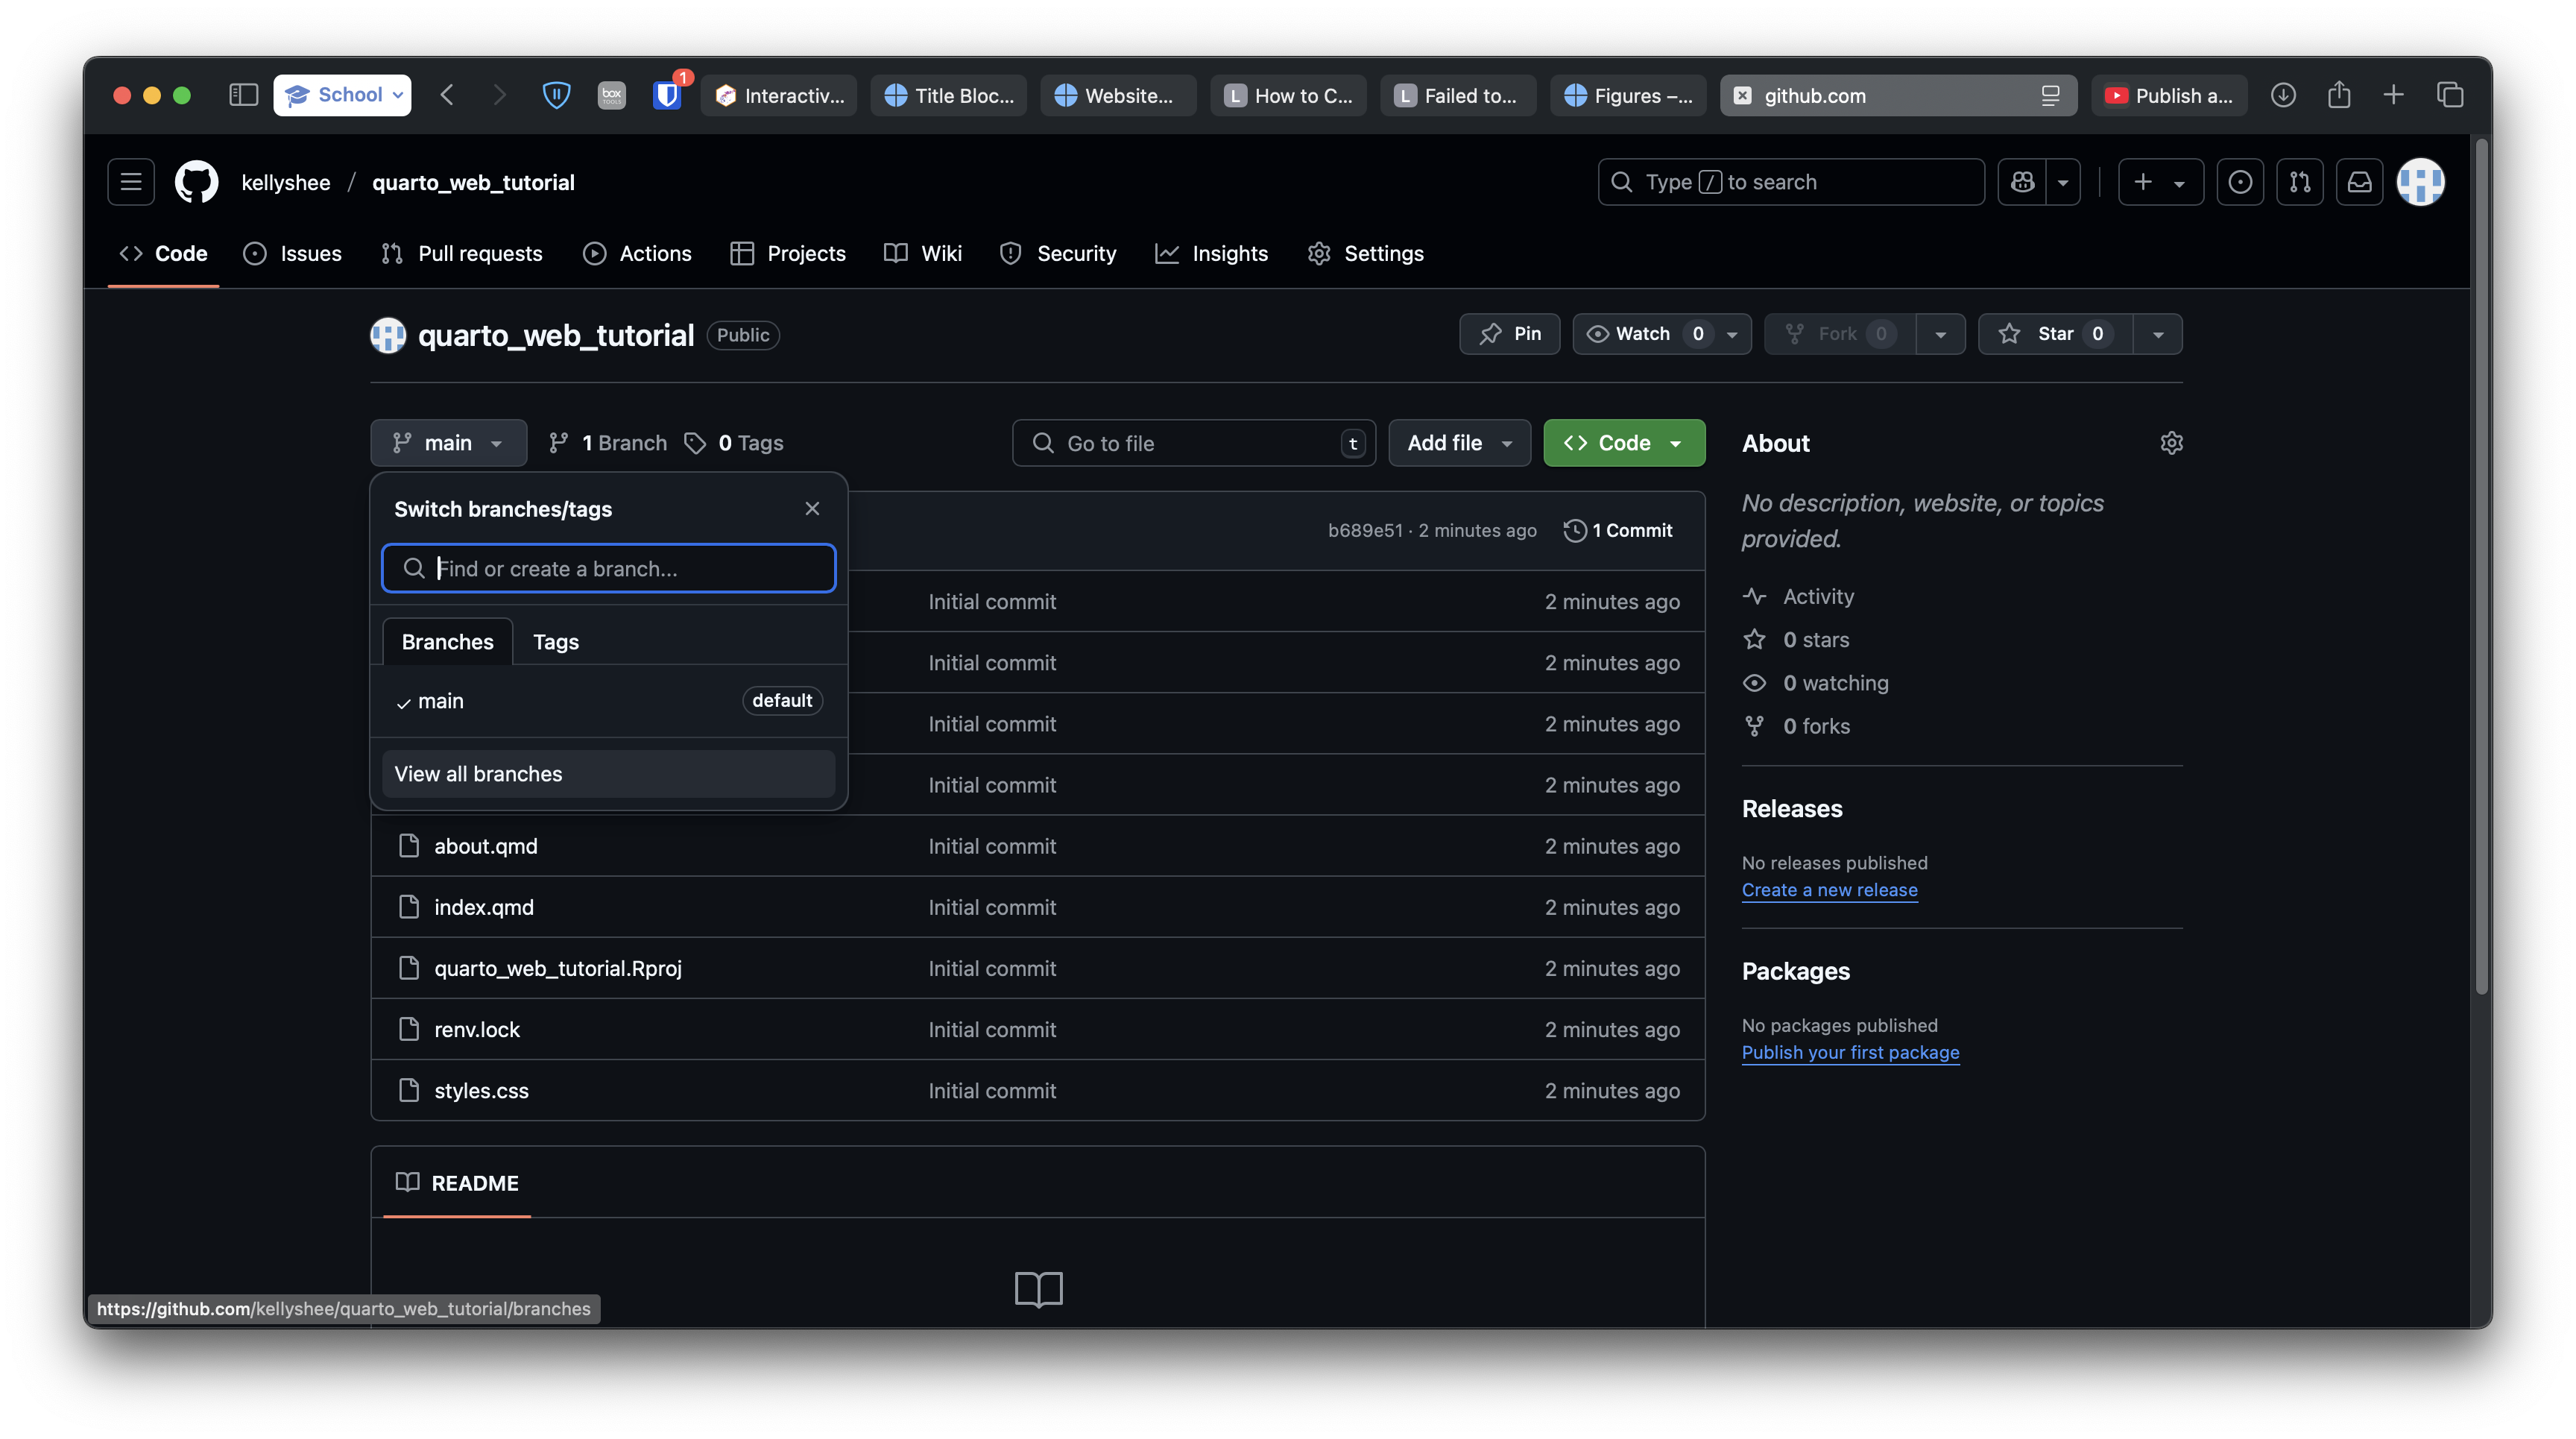 School
box
TOOLS
1
Interactiv...
Title Bloc...
Website...
L
How to C...
L
Failed to...
Figures –...
github.com
Publish a...
kellyshee / quarto_web_tutorial
Type / to search
Code
Issues
Pull requests
Actions
Projects
Wiki
Security
Insights
Settings
quarto_web_tutorial
Public
Pin
Watch 0
Fork 0
Star 0
main
1 Branch
0 Tags
Go to file
t
Add file
Code
Switch branches/tags
Find or create a branch...
Branches
Tags
main
default
View all branches
b689e51 · 2 minutes ago
1 Commit
Initial commit 2 minutes ago
Initial commit 2 minutes ago
Initial commit 2 minutes ago
Initial commit 2 minutes ago
about.qmd Initial commit 2 minutes ago
index.qmd Initial commit 2 minutes ago
quarto_web_tutorial.Rproj Initial commit 2 minutes ago
renv.lock Initial commit 2 minutes ago
styles.css Initial commit 2 minutes ago
README
About
No description, website, or topics
provided.
Activity
0 stars
0 watching
0 forks
Releases
No releases published
Create a new release
Packages
No packages published
Publish your first package
https://github.com/kellyshee/quarto_web_tutorial/branches